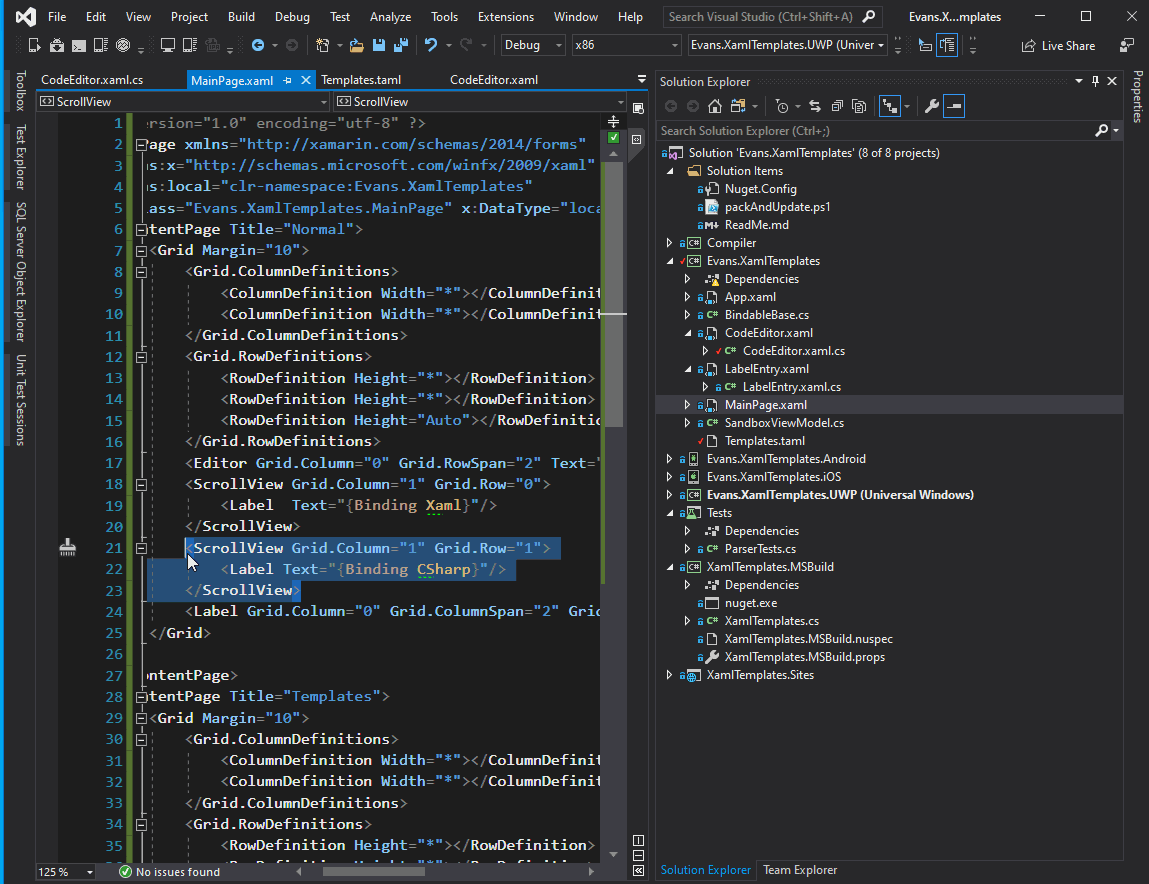 File Edit View Project Build Debug Test Analyze Tools Extensions Window Help Search Visual Studio (Ctrl+Shift+A) Evans.X...mplates
Debug x86 Evans.XamlTemplates.UWP (Univer Live Share
CodeEditor.xaml.cs MainPage.xaml Templates.taml CodeEditor.xaml
ScrollView ScrollView
Toolbox
Test Explorer
SQL Server Object Explorer
Unit Test Sessions
1 ersion="1.0" encoding="utf-8" ?>
2 age xmlns="http://xamarin.com/schemas/2014/forms"
3 s:x="http://schemas.microsoft.com/winfx/2009/xaml"
4 s:local="clr-namespace:Evans.XamlTemplates"
5 ass="Evans.XamlTemplates.MainPage" x:DataType="loca
6 tentPage Title="Normal">
7 <Grid Margin="10">
8 <Grid.ColumnDefinitions>
9 <ColumnDefinition Width="*"></ColumnDefinit
10 <ColumnDefinition Width="*"></ColumnDefinit
11 </Grid.ColumnDefinitions>
12 <Grid.RowDefinitions>
13 <RowDefinition Height="*"></RowDefinition>
14 <RowDefinition Height="*"></RowDefinition>
15 <RowDefinition Height="Auto"></RowDefinitio
16 </Grid.RowDefinitions>
17 <Editor Grid.Column="0" Grid.RowSpan="2" Text="
18 <ScrollView Grid.Column="1" Grid.Row="0">
19 <Label  Text="{Binding Xaml}"/>
20 </ScrollView>
21 <ScrollView Grid.Column="1" Grid.Row="1">
22 <Label Text="{Binding CSharp}"/>
23 </ScrollView>
24 <Label Grid.Column="0" Grid.ColumnSpan="2" Grid
25 </Grid>
26
27 ontentPage>
28 tentPage Title="Templates">
29 <Grid Margin="10">
30 <Grid.ColumnDefinitions>
31 <ColumnDefinition Width="*"></ColumnDefinit
32 <ColumnDefinition Width="*"></ColumnDefinit
33 </Grid.ColumnDefinitions>
34 <Grid.RowDefinitions>
35 <RowDefinition Height="*"></RowDefinition>
125 % No issues found
Solution Explorer
Search Solution Explorer (Ctrl+;)
Solution 'Evans.XamlTemplates' (8 of 8 projects)
Solution Items
Nuget.Config
packAndUpdate.ps1
M↓ ReadMe.md
C# Compiler
C# Evans.XamlTemplates
Dependencies
App.xaml
C# BindableBase.cs
CodeEditor.xaml
C# CodeEditor.xaml.cs
LabelEntry.xaml
C# LabelEntry.xaml.cs
MainPage.xaml
C# SandboxViewModel.cs
Templates.taml
Evans.XamlTemplates.Android
Evans.XamlTemplates.iOS
C# Evans.XamlTemplates.UWP (Universal Windows)
Tests
Dependencies
C# ParserTests.cs
C# XamlTemplates.MSBuild
Dependencies
nuget.exe
C# XamlTemplates.cs
XamlTemplates.MSBuild.nuspec
XamlTemplates.MSBuild.props
XamlTemplates.Sites
Solution Explorer Team Explorer
Properties